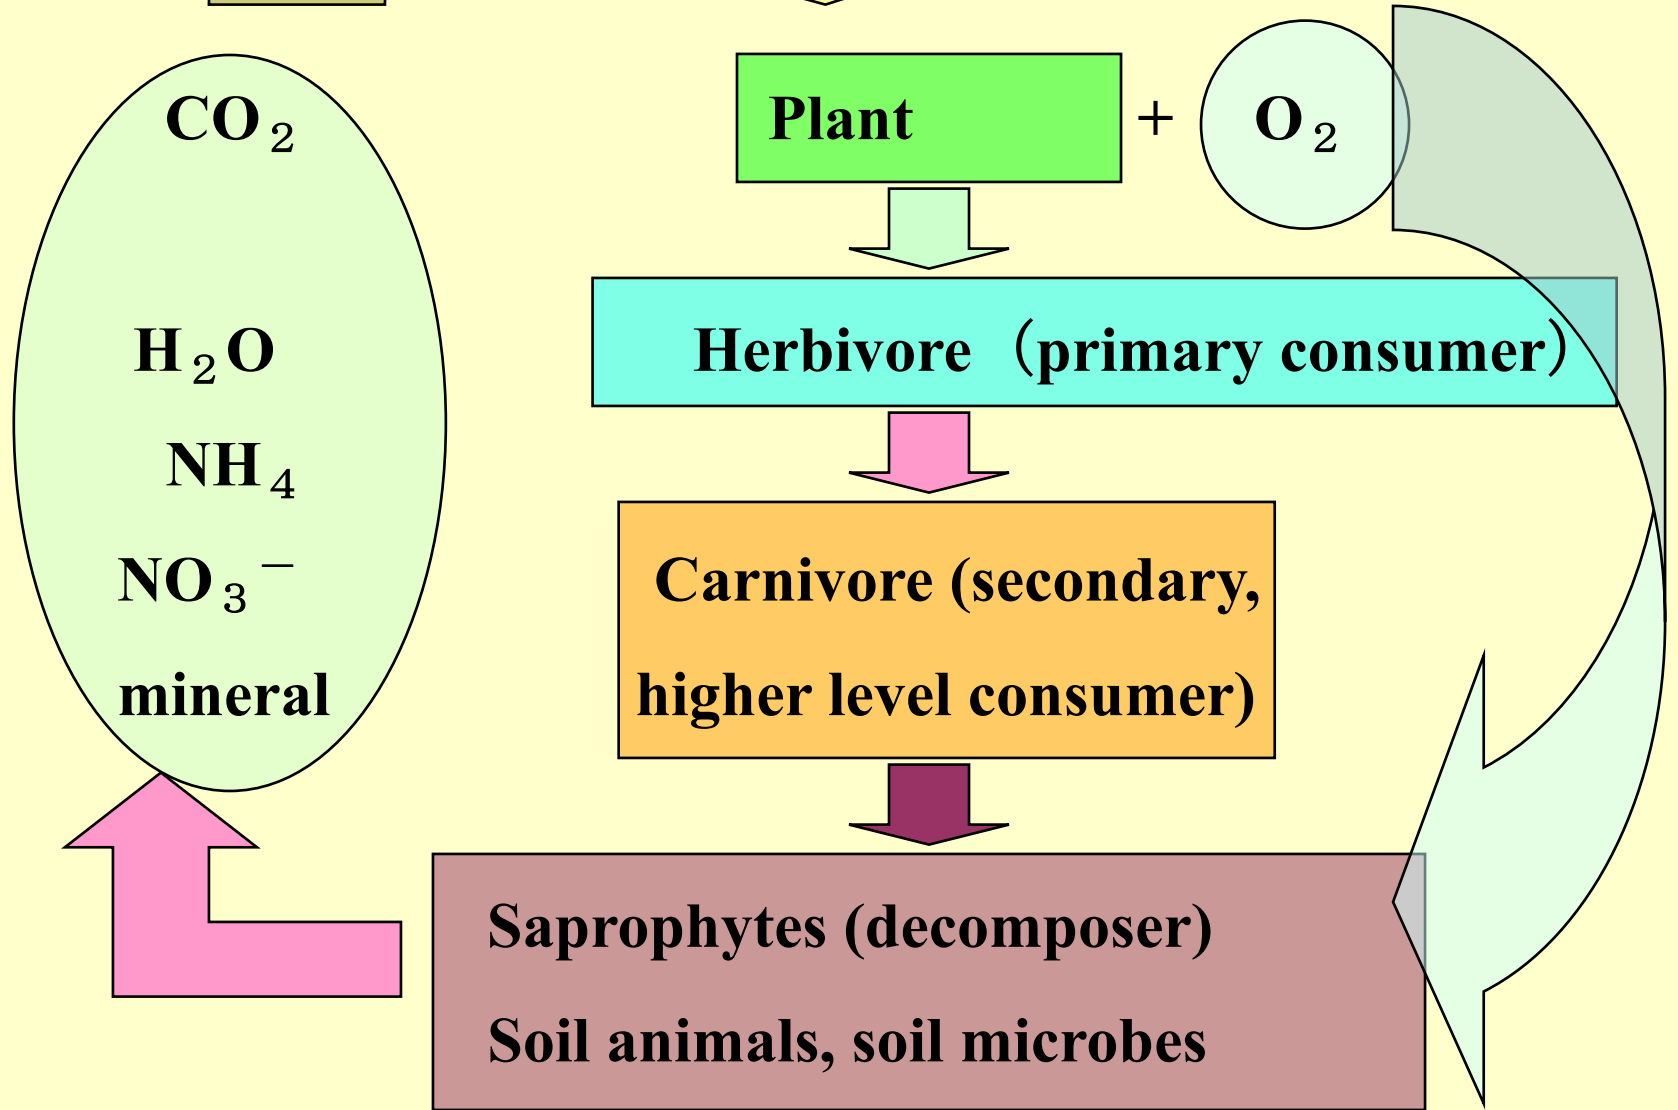 CO₂
Plant + O₂
H₂O
Herbivore（primary consumer）
NH₄
NO₃⁻
Carnivore (secondary,
higher level consumer)
mineral
Saprophytes (decomposer)
Soil animals, soil microbes